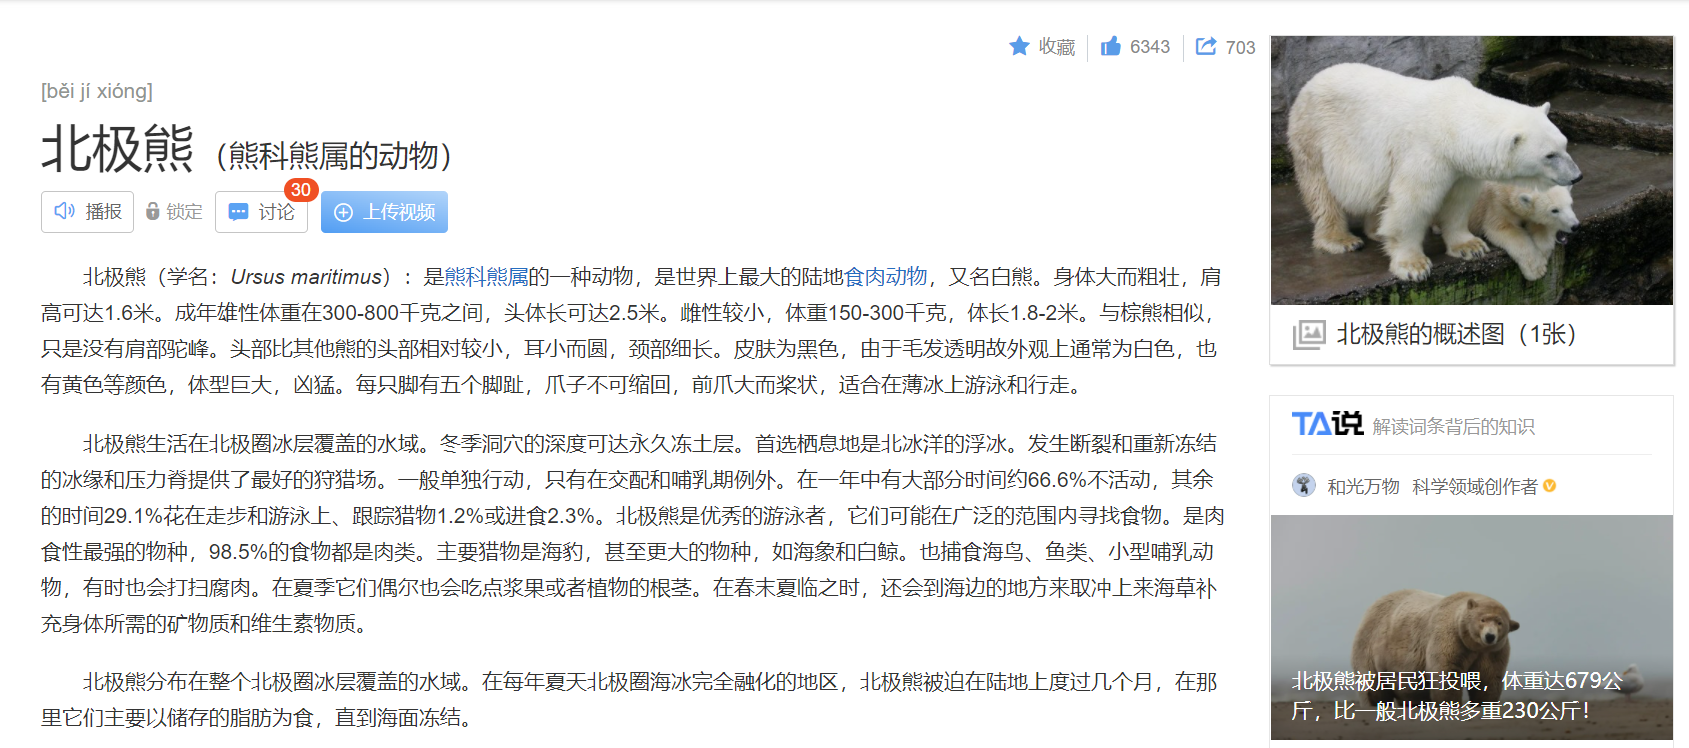 收藏 6343 703
[běi jí xióng]
北极熊（熊科熊属的动物）
播报 锁定 讨论 30 上传视频
北极熊（学名：Ursus maritimus）：是熊科熊属的一种动物，是世界上最大的陆地食肉动物，又名白熊。身体大而粗壮，肩
高可达1.6米。成年雄性体重在300-800千克之间，头体长可达2.5米。雌性较小，体重150-300千克，体长1.8-2米。与棕熊相似，
只是没有肩部驼峰。头部比其他熊的头部相对较小，耳小而圆，颈部细长。皮肤为黑色，由于毛发透明故外观上通常为白色，也
有黄色等颜色，体型巨大，凶猛。每只脚有五个脚趾，爪子不可缩回，前爪大而桨状，适合在薄冰上游泳和行走。
北极熊生活在北极圈冰层覆盖的水域。冬季洞穴的深度可达永久冻土层。首选栖息地是北冰洋的浮冰。发生断裂和重新冻结
的冰缘和压力脊提供了最好的狩猎场。一般单独行动，只有在交配和哺乳期例外。在一年中有大部分时间约66.6%不活动，其余
的时间29.1%花在走步和游泳上、跟踪猎物1.2%或进食2.3%。北极熊是优秀的游泳者，它们可能在广泛的范围内寻找食物。是肉
食性最强的物种，98.5%的食物都是肉类。主要猎物是海豹，甚至更大的物种，如海象和白鲸。也捕食海鸟、鱼类、小型哺乳动
物，有时也会打扫腐肉。在夏季它们偶尔也会吃点浆果或者植物的根茎。在春末夏临之时，还会到海边的地方来取冲上来海草补
充身体所需的矿物质和维生素物质。
北极熊分布在整个北极圈冰层覆盖的水域。在每年夏天北极圈海冰完全融化的地区，北极熊被迫在陆地上度过几个月，在那
里它们主要以储存的脂肪为食，直到海面冻结。
北极熊的概述图（1张）
TA说 解读词条背后的知识
和光万物 科学领域创作者
北极熊被居民狂投喂，体重达679公
斤，比一般北极熊多重230公斤！